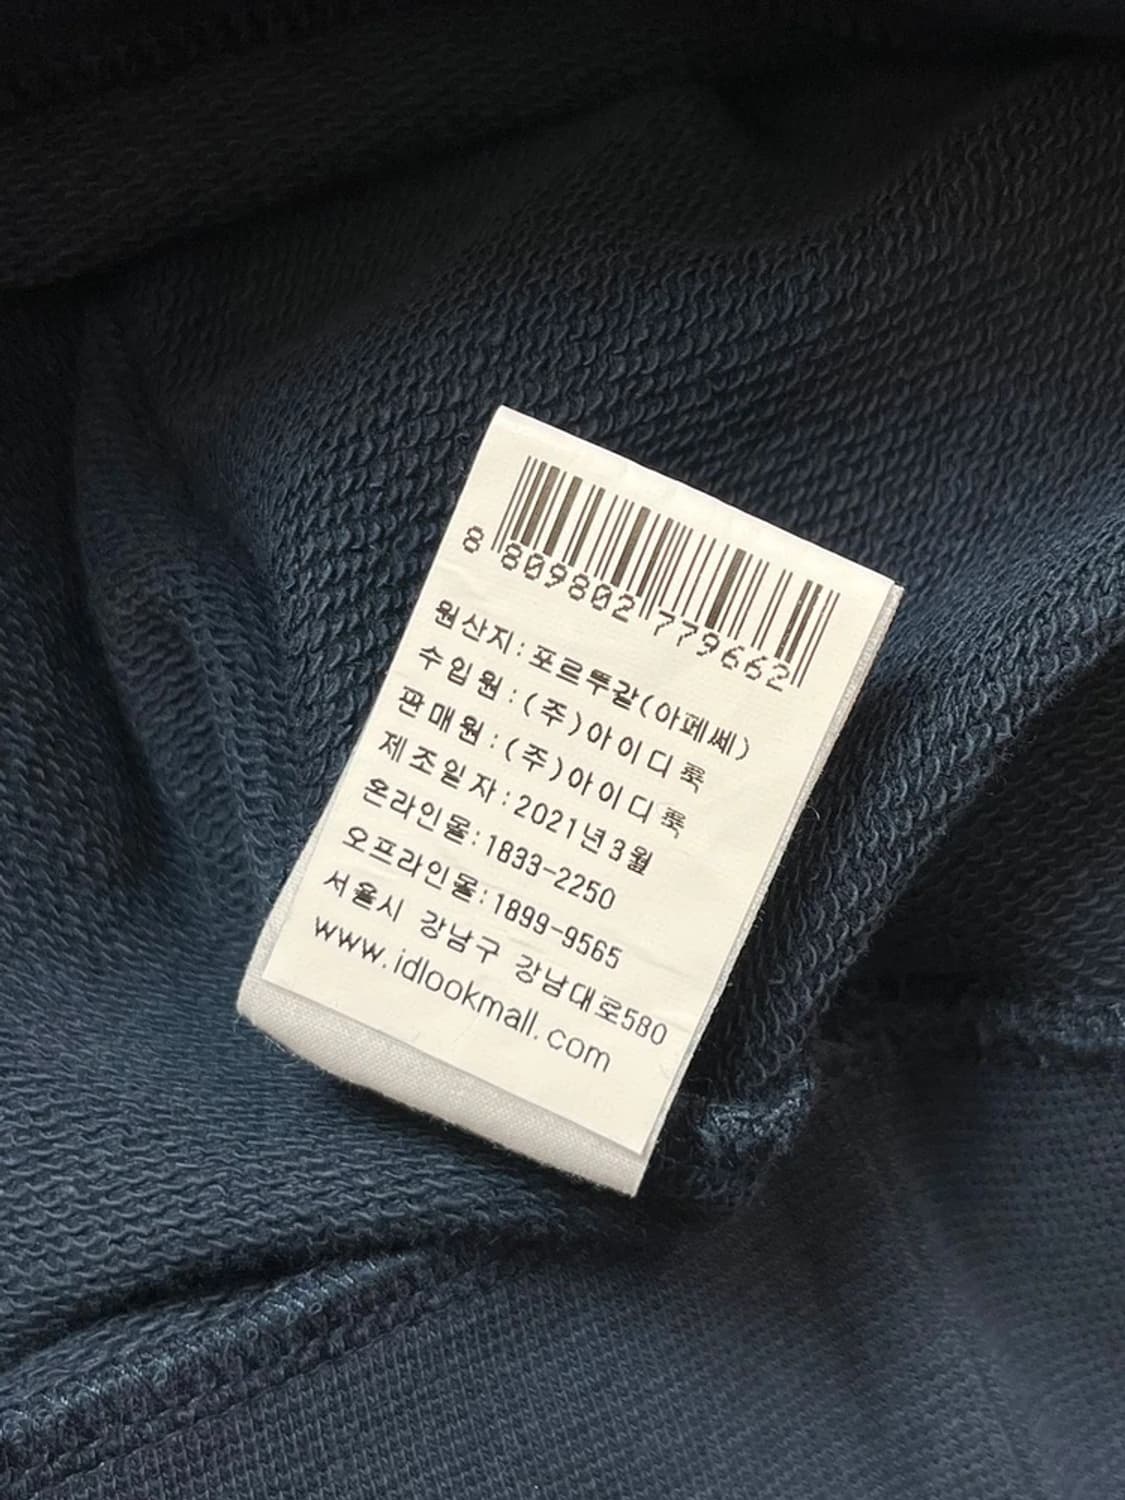 8 809802 779662
원산지:포르투갈(아페쎄)
수입원:(주)아이디룩
판매원:(주)아이디룩
제조일자:2021년3월
온라인몰:1833-2250
오프라인몰:1899-9565
서울시 강남구 강남대로580
www.idlookmall.com